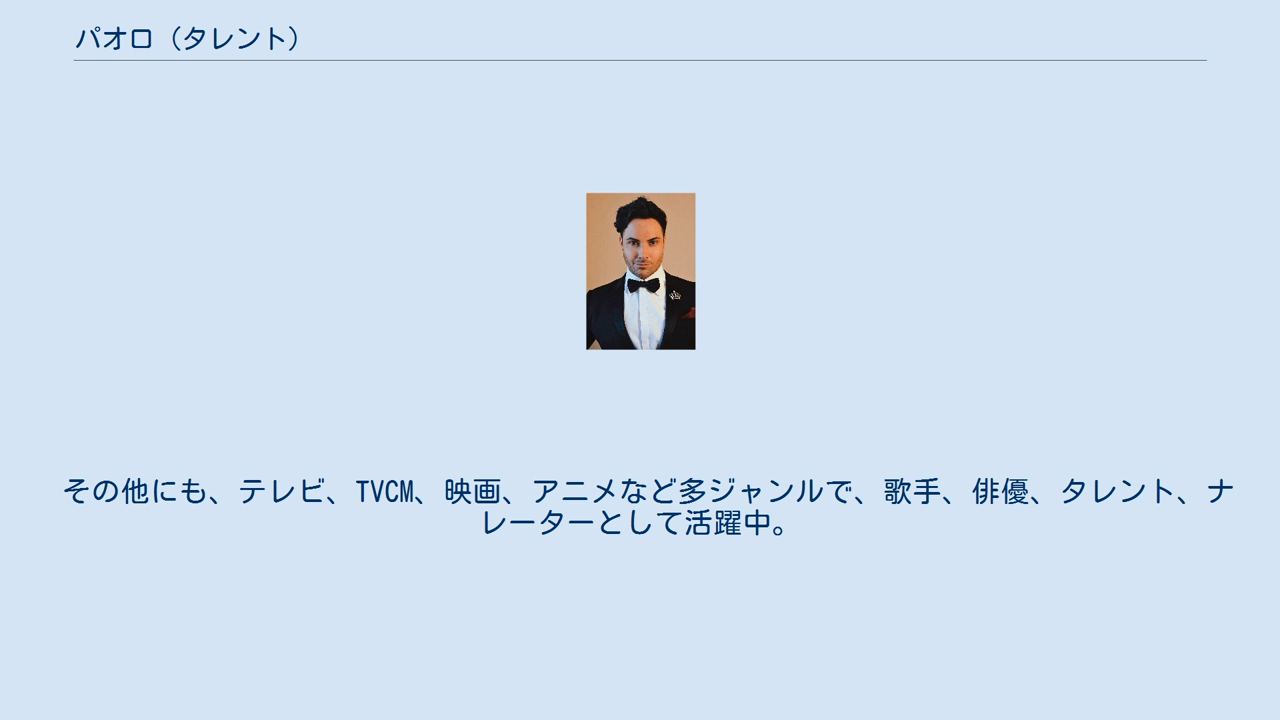 パオロ（タレント）
その他にも、テレビ、TVCM、映画、アニメなど多ジャンルで、歌手、俳優、タレント、ナ
レーターとして活躍中。